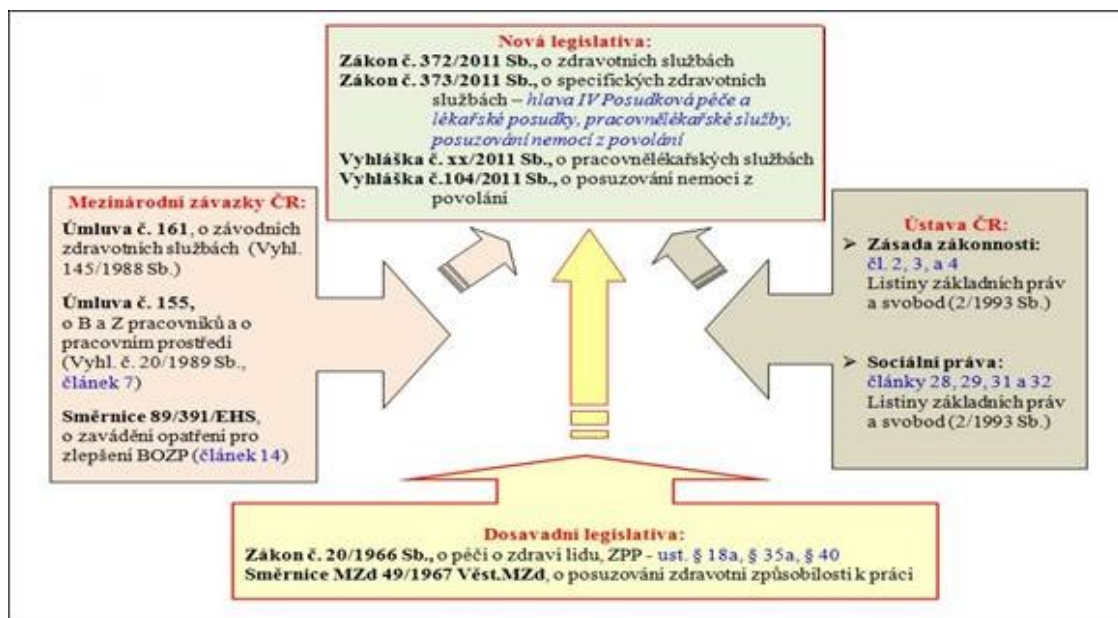 Nová legislativa:
Zákon č. 372/2011 Sb., o zdravotních službách
Zákon č. 373/2011 Sb., o specifických zdravotních
službách – hlava IV Posudková péče a
lékařské posudky, pracovnělékařské služby,
posuzování nemocí z povolání
Vyhláška č. xx/2011 Sb., o pracovnělékařských službách
Vyhláška č.104/2011 Sb., o posuzování nemoci z
povolání
Mezinárodní závazky ČR:
Úmluva č. 161, o závodních
zdravotních službách (Vyhl.
145/1988 Sb.)
Úmluva č. 155,
o B a Z pracovníků a o
pracovním prostředí
(Vyhl. č. 20/1989 Sb.,
článek 7)
Směrnice 89/391/EHS,
o zavádění opatření pro
zlepšení BOZP (článek 14)
Ústava ČR:
➢ Zásada zákonnosti:
čl. 2, 3, a 4
Listiny základních práv
a svobod (2/1993 Sb.)
➢ Sociální práva:
články 28, 29, 31 a 32
Listiny základních práv
a svobod (2/1993 Sb.)
Dosavadní legislativa:
Zákon č. 20/1966 Sb., o péči o zdraví lidu, ZPP - ust. § 18a, § 35a, § 40
Směrnice MZd 49/1967 Věst.MZd, o posuzování zdravotní způsobilosti k práci